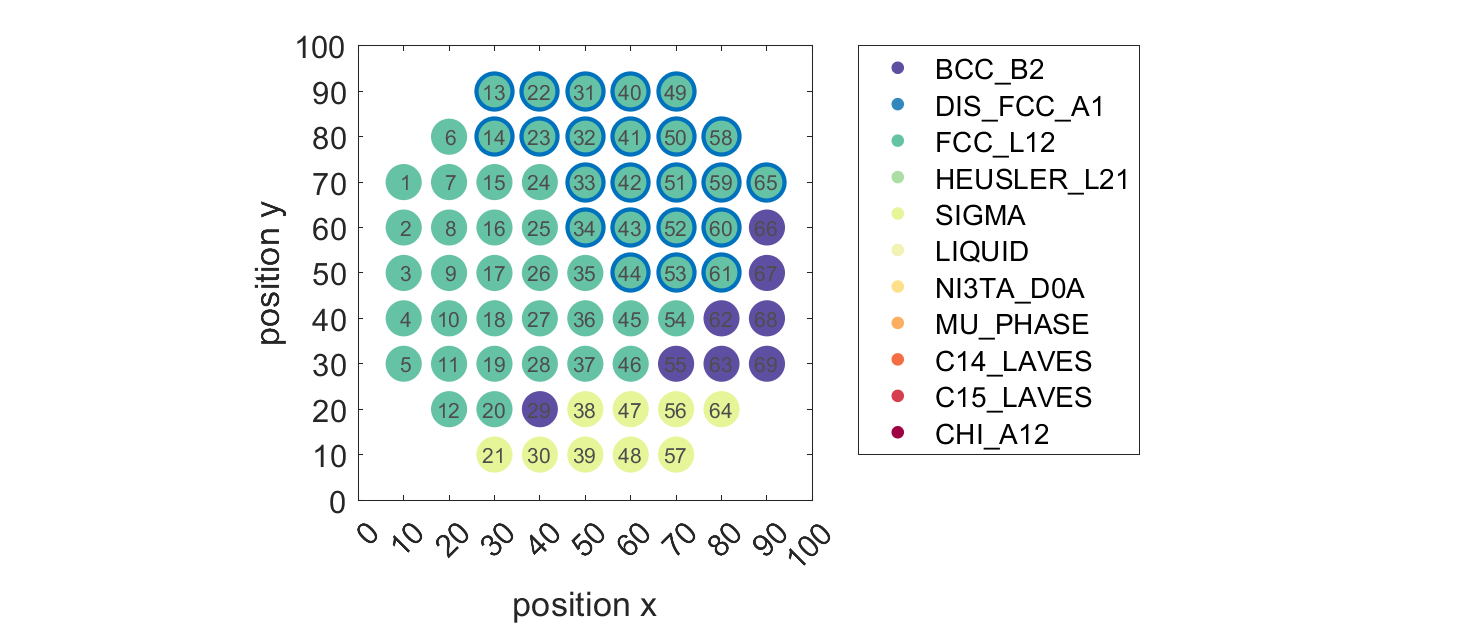 100
90
80
70
60
50
40
30
20
10
0
position y
13 22 31 40 49
6 14 23 32 41 50 58
1 7 15 24 33 42 51 59 65
2 8 16 25 34 43 52 60 66
3 9 17 26 35 44 53 61 67
4 10 18 27 36 45 54 62 68
5 11 19 28 37 46 55 63 69
12 20 29 38 47 56 64
21 30 39 48 57
0 10 20 30 40 50 60 70 80 90 100
position x
BCC_B2
DIS_FCC_A1
FCC_L12
HEUSLER_L21
SIGMA
LIQUID
NI3TA_D0A
MU_PHASE
C14_LAVES
C15_LAVES
CHI_A12